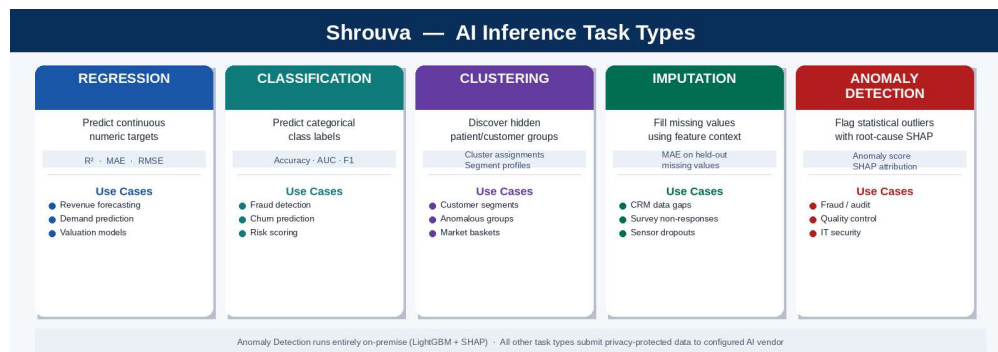 Shrouva — AI Inference Task Types
REGRESSION
Predict continuous
numeric targets
R² · MAE · RMSE
Use Cases
Revenue forecasting
Demand prediction
Valuation models
CLASSIFICATION
Predict categorical
class labels
Accuracy · AUC · F1
Use Cases
Fraud detection
Churn prediction
Risk scoring
CLUSTERING
Discover hidden
patient/customer groups
Cluster assignments
Segment profiles
Use Cases
Customer segments
Anomalous groups
Market baskets
IMPUTATION
Fill missing values
using feature context
MAE on held-out
missing values
Use Cases
CRM data gaps
Survey non-responses
Sensor dropouts
ANOMALY
DETECTION
Flag statistical outliers
with root-cause SHAP
Anomaly score
SHAP attribution
Use Cases
Fraud / audit
Quality control
IT security
Anomaly Detection runs entirely on-premise (LightGBM + SHAP) · All other task types submit privacy-protected data to configured AI vendor